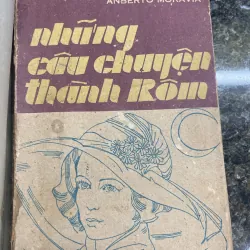 ANBERTO MORAVIA
những
câu chuyện
thành Rôm